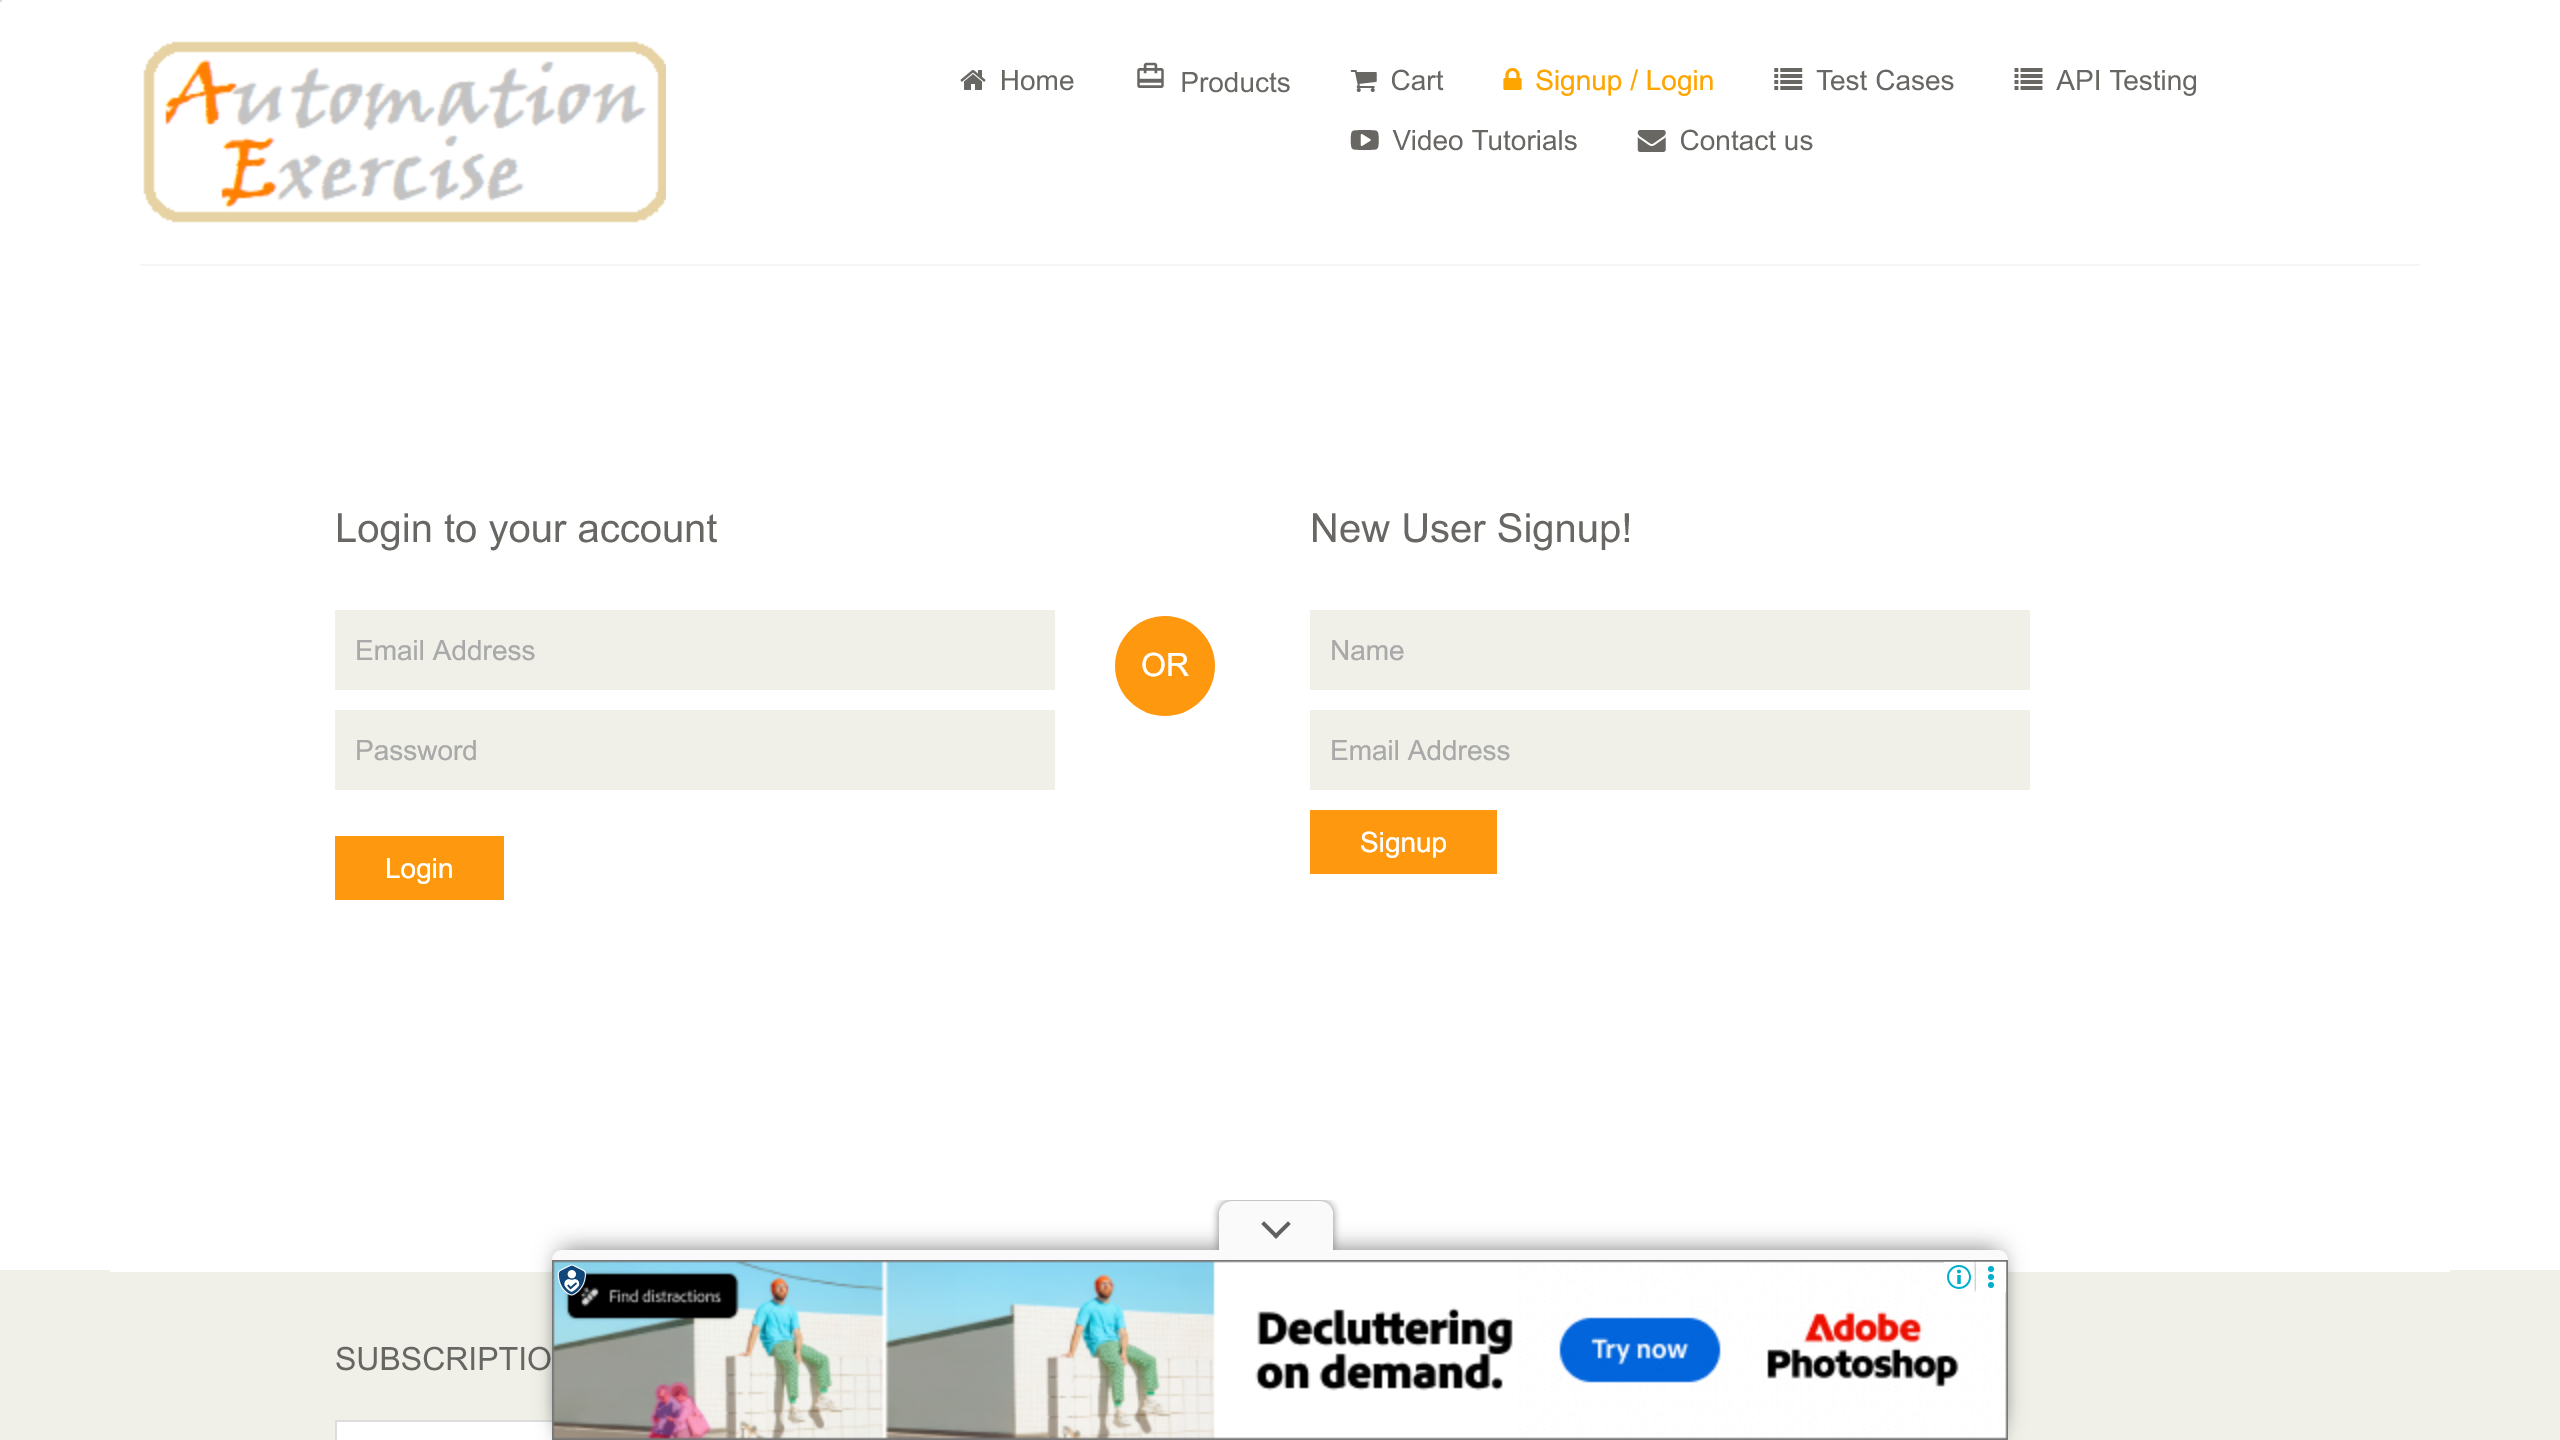 Automation
Exercise
Home
Products
Cart
Signup / Login
Test Cases
API Testing
Video Tutorials
Contact us
Login to your account
Email Address
Password
Login
OR
New User Signup!
Name
Email Address
Signup
SUBSCRIPTIO
Find distractions
Decluttering
on demand.
Try now
Adobe
Photoshop